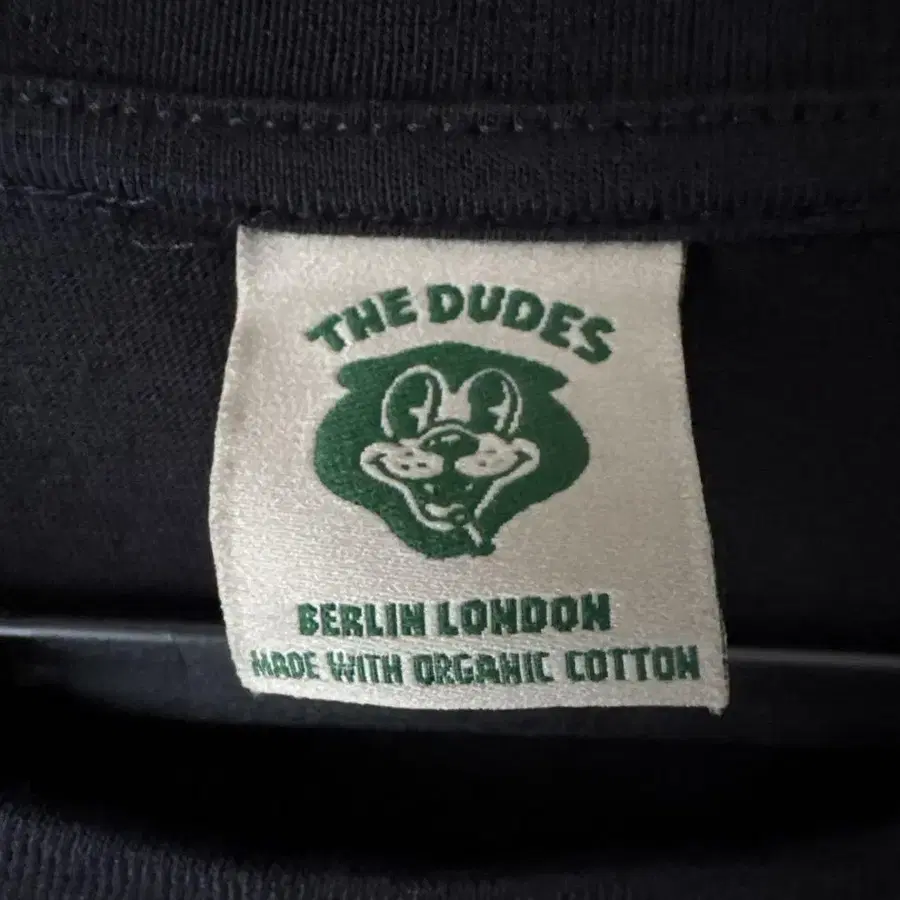 THE DUDES
BERLIN LONDON
MADE WITH ORGANIC COTTON